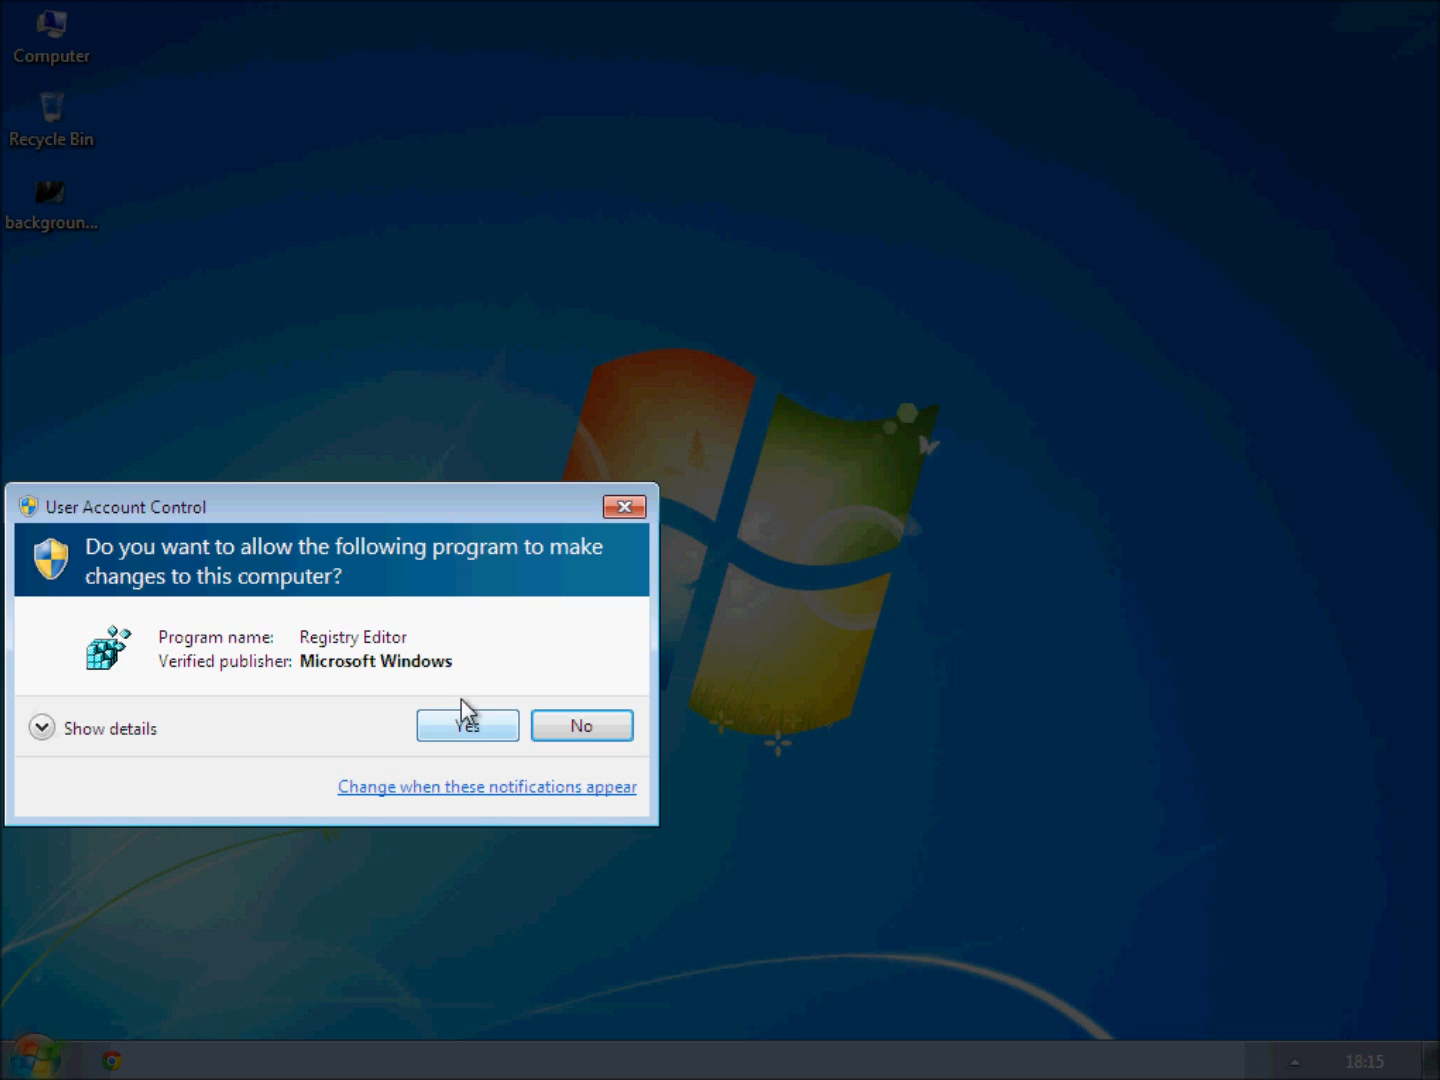 Computer
Recycle Bin
backgroun...
User Account Control
Do you want to allow the following program to make
changes to this computer?
Program name: Registry Editor
Verified publisher: Microsoft Windows
Show details
Yes
No
Change when these notifications appear
18:15